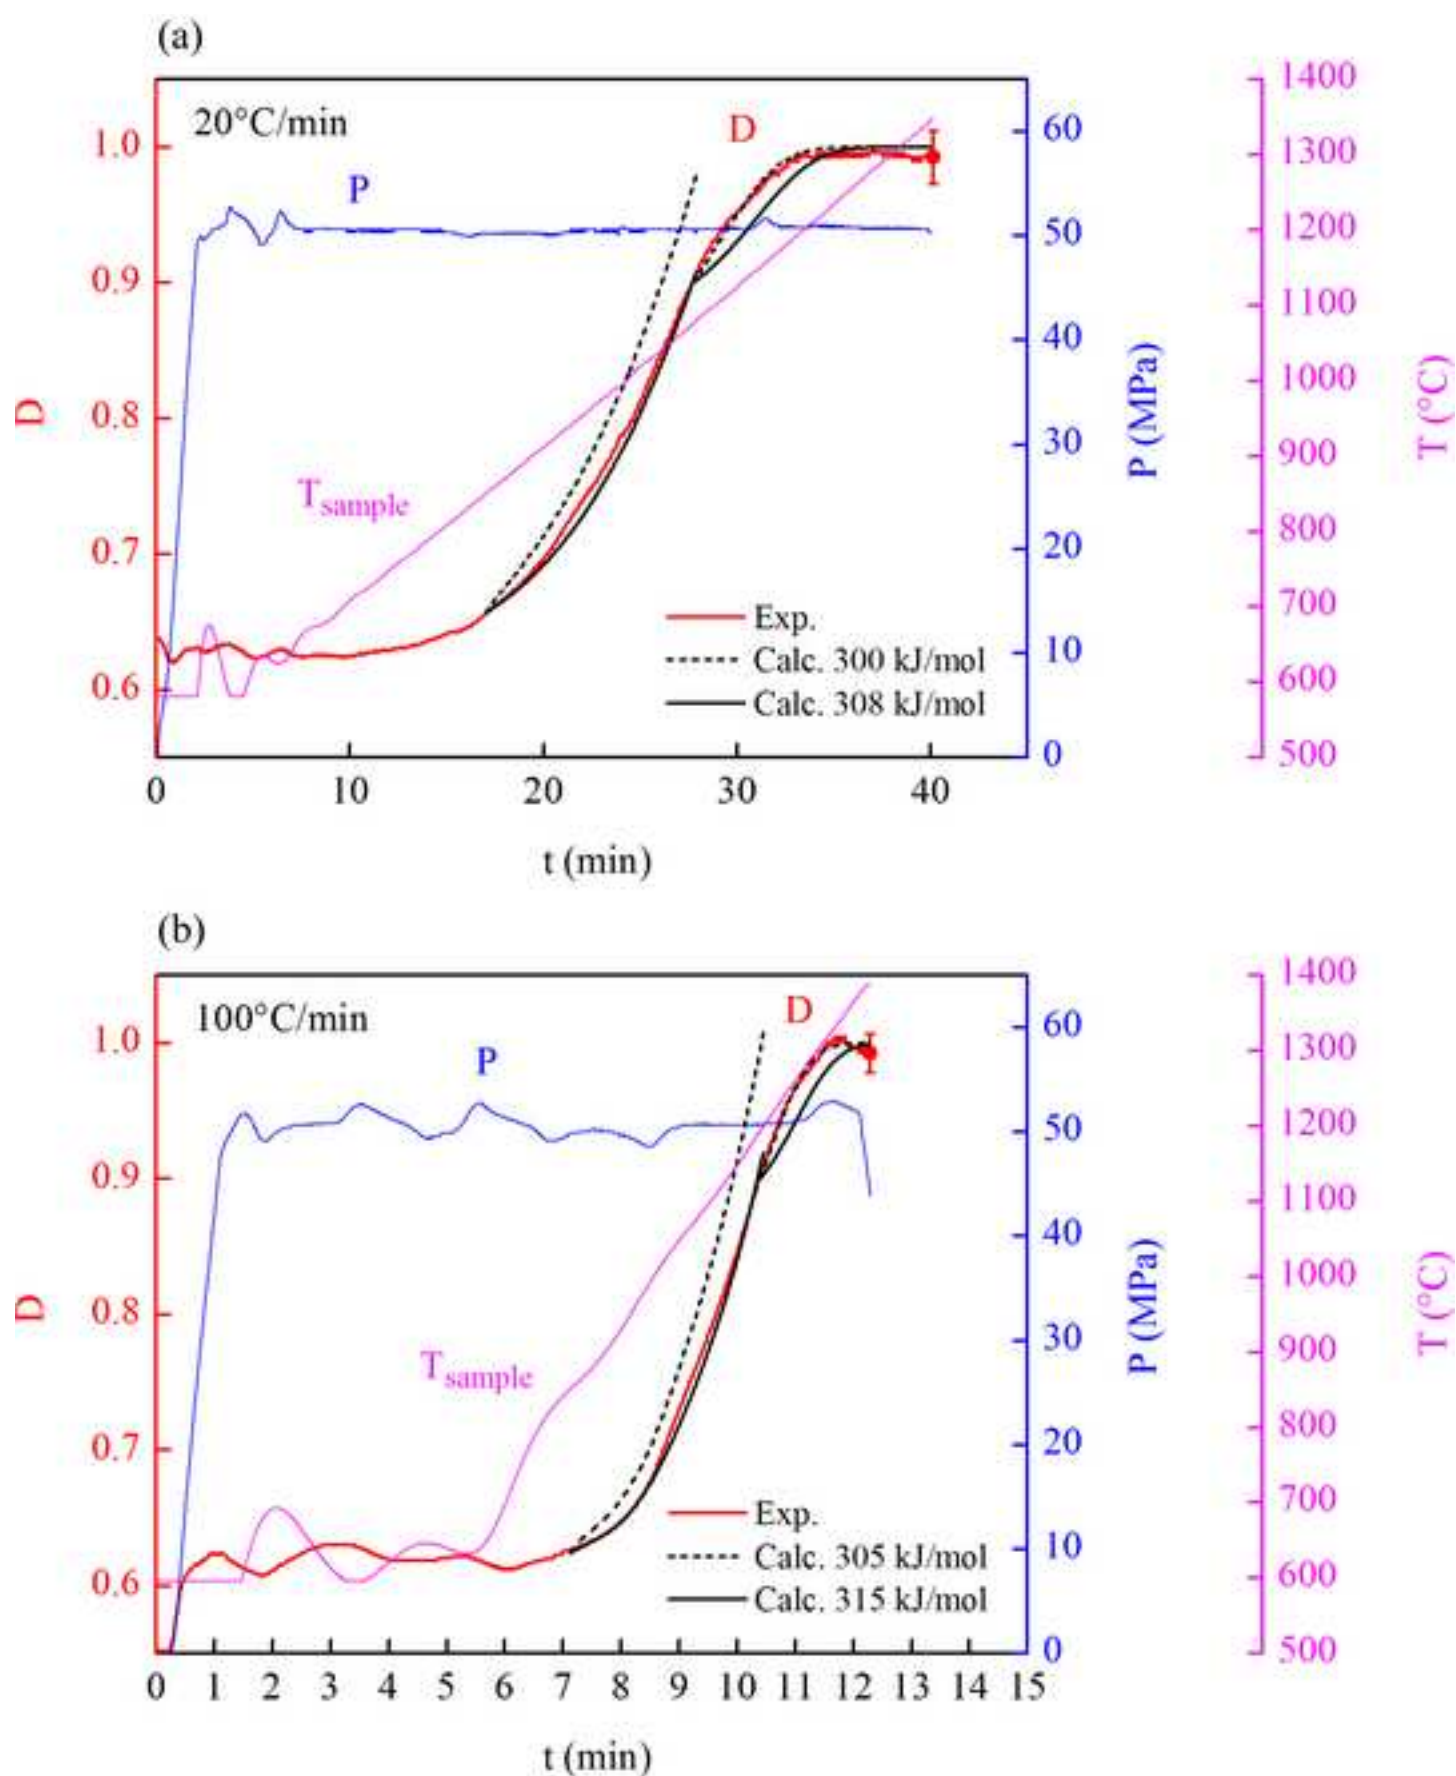 (a)
20°C/min
D
P
T_sample
Exp.
Calc. 300 kJ/mol
Calc. 308 kJ/mol
1.0
0.9
0.8
0.7
0.6
D
0
10
20
30
40
t (min)
60
50
40
30
20
10
0
P (MPa)
1400
1300
1200
1100
1000
900
800
700
600
500
T (°C)
(b)
100°C/min
D
P
T_sample
Exp.
Calc. 305 kJ/mol
Calc. 315 kJ/mol
1.0
0.9
0.8
0.7
0.6
D
0 1 2 3 4 5 6 7 8 9 10 11 12 13 14 15
t (min)
60
50
40
30
20
10
0
P (MPa)
1400
1300
1200
1100
1000
900
800
700
600
500
T (°C)